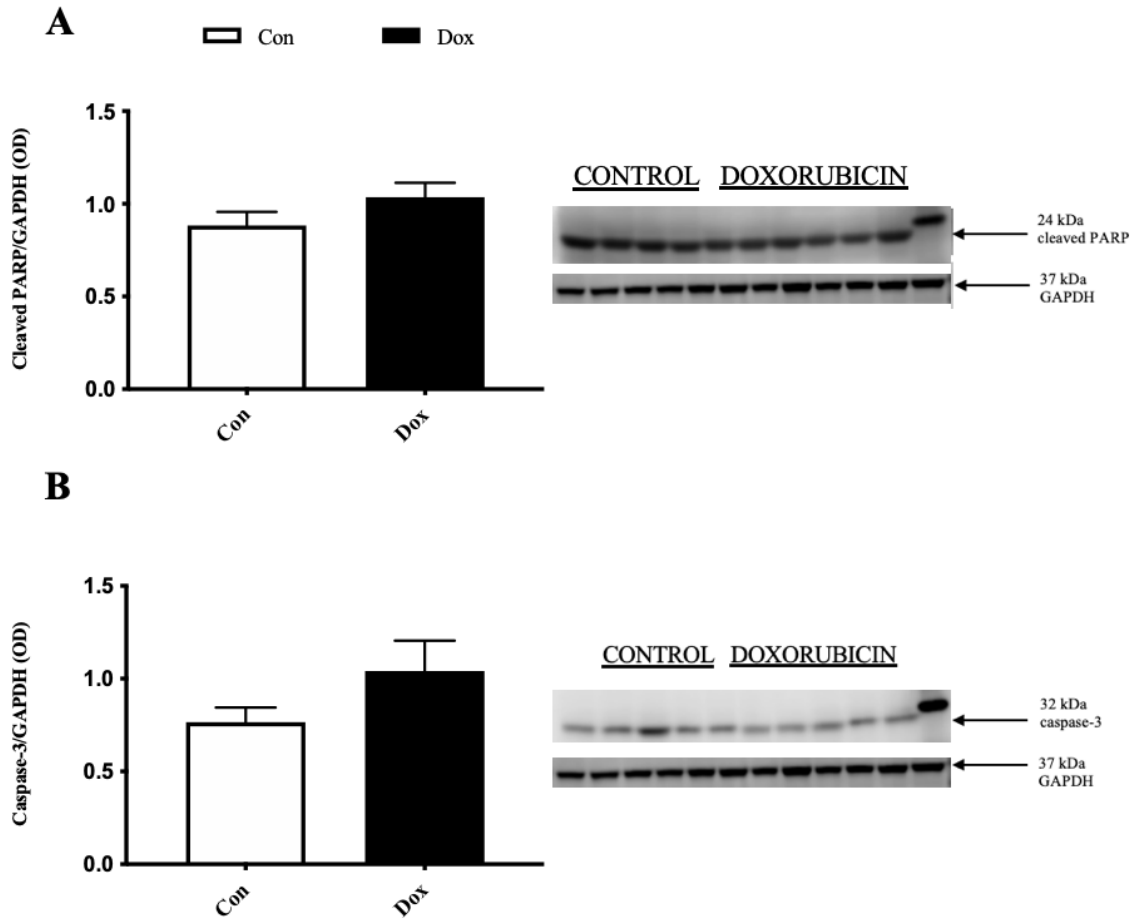 A
Con Dox
Cleaved PARP/GAPDH (OD)
1.5
1.0
0.5
0.0
Con Dox
CONTROL DOXORUBICIN
24 kDa
cleaved PARP
37 kDa
GAPDH
B
Caspase-3/GAPDH (OD)
1.5
1.0
0.5
0.0
Con Dox
CONTROL DOXORUBICIN
32 kDa
caspase-3
37 kDa
GAPDH